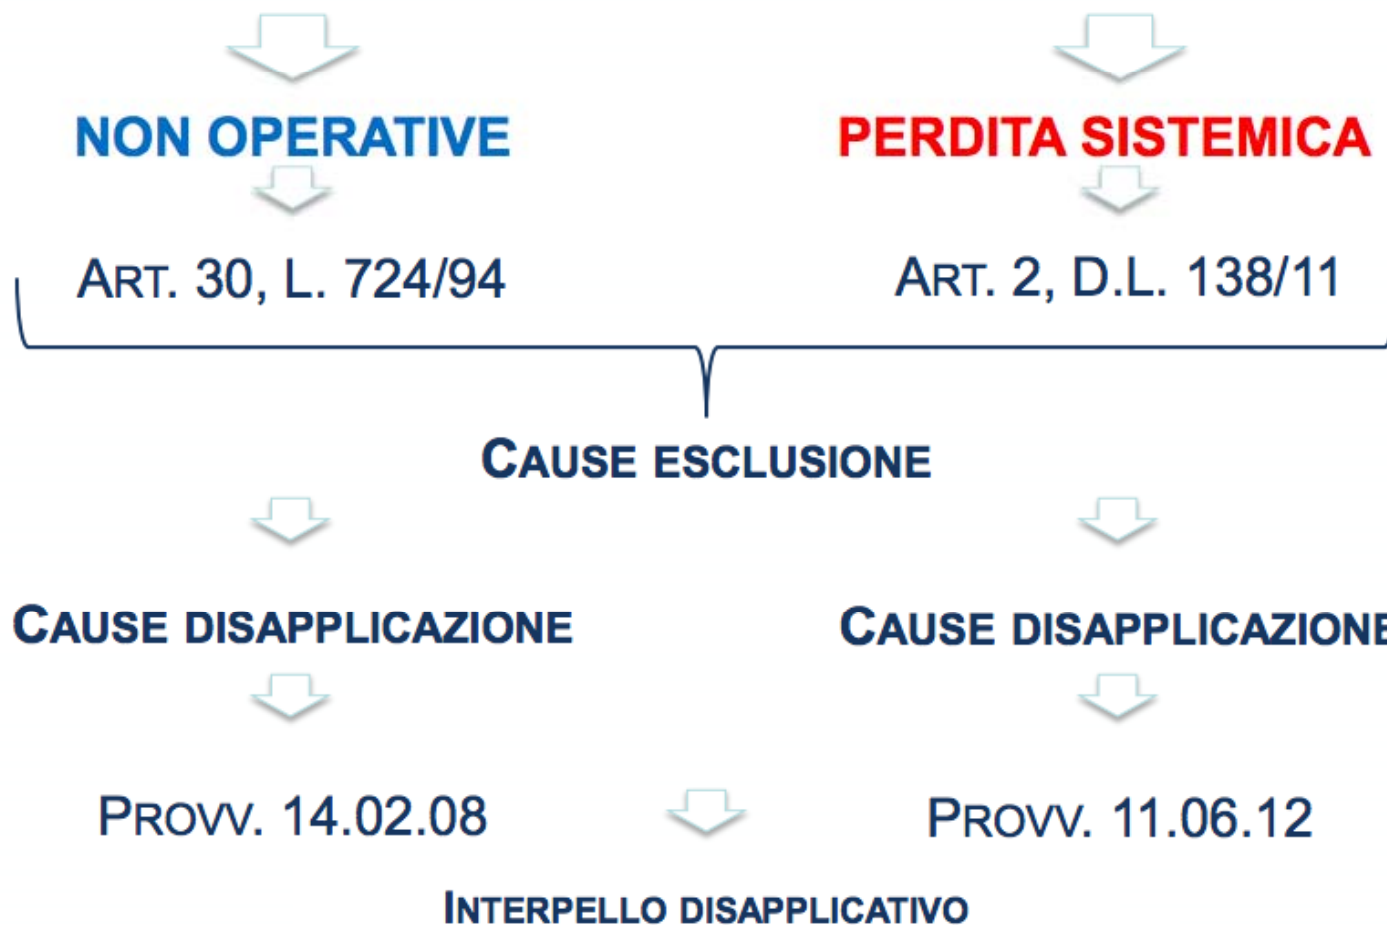 NON OPERATIVE
PERDITA SISTEMICA
ART. 30, L. 724/94
ART. 2, D.L. 138/11
CAUSE ESCLUSIONE
CAUSE DISAPPLICAZIONE
CAUSE DISAPPLICAZIONE
PROVV. 14.02.08
PROVV. 11.06.12
INTERPELLO DISAPPLICATIVO